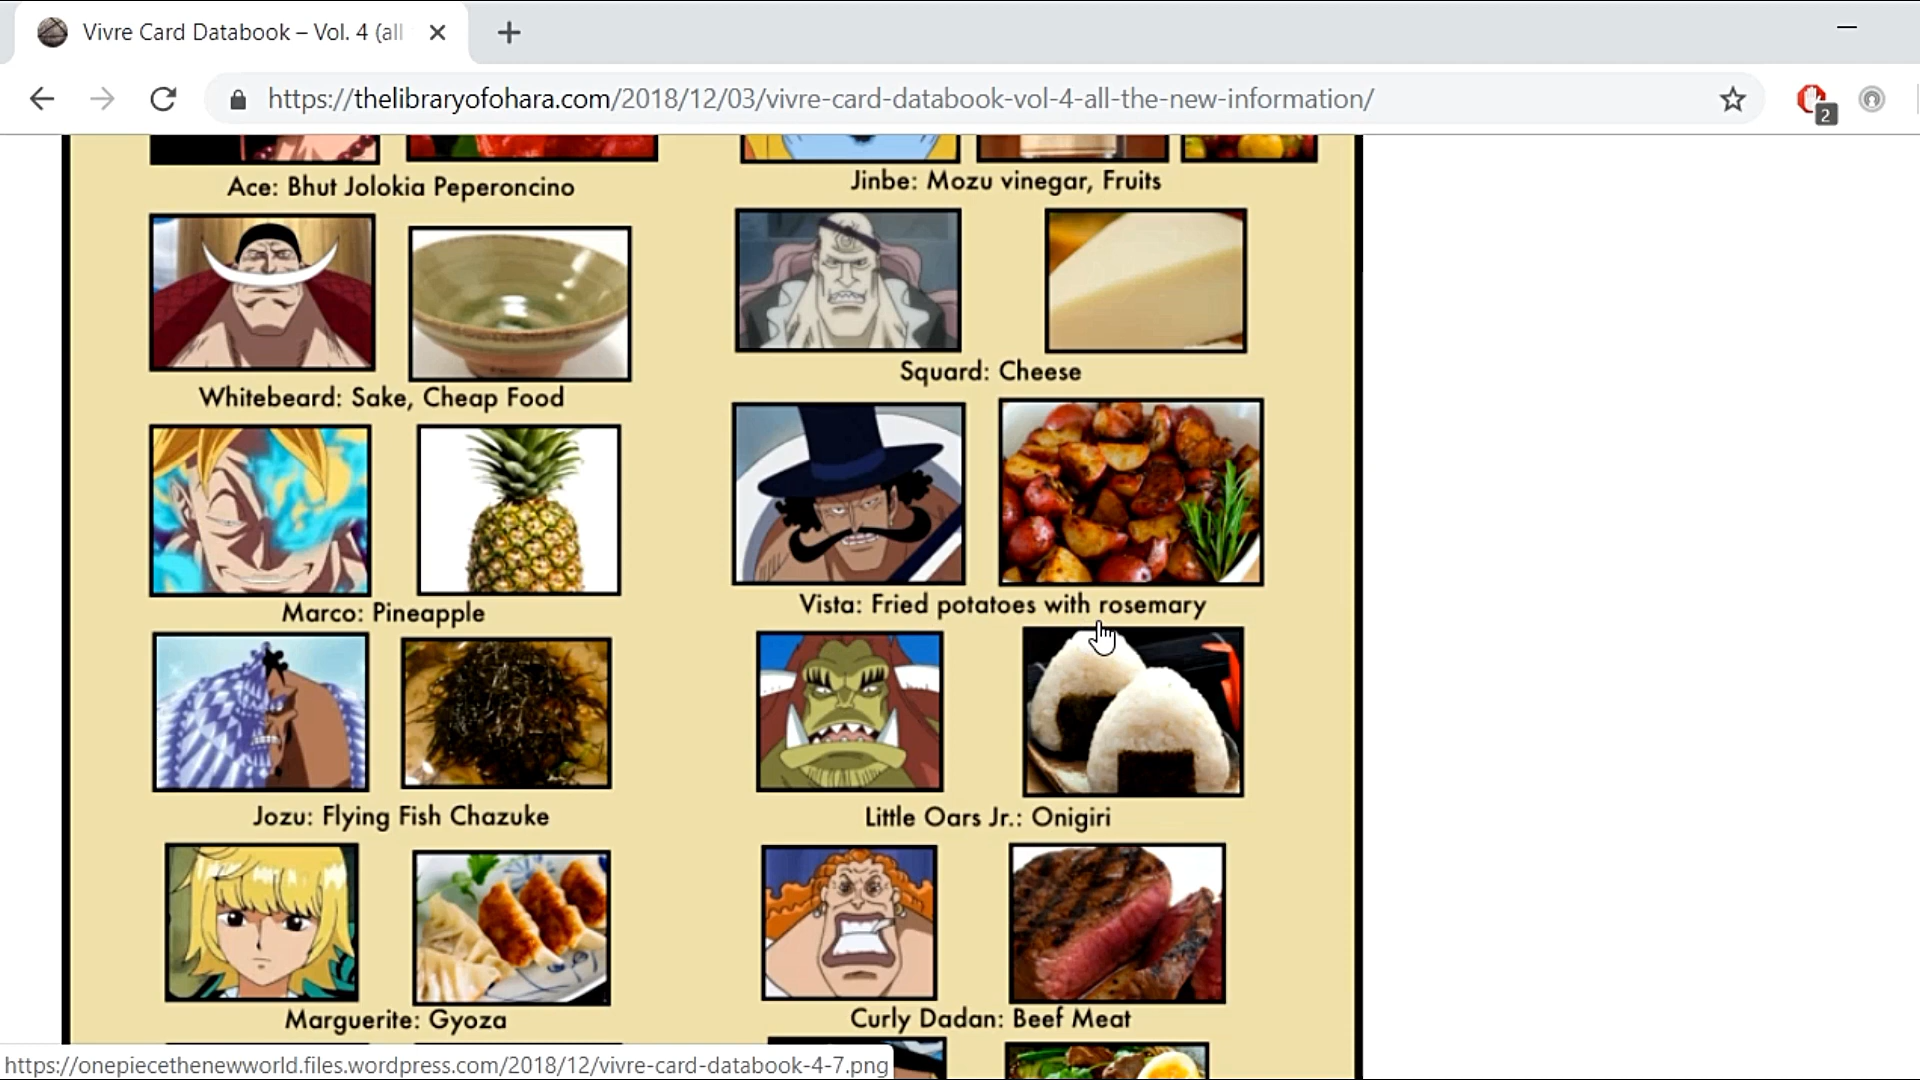 Vivre Card Databook – Vol. 4 (all
https://thelibraryofohara.com/2018/12/03/vivre-card-databook-vol-4-all-the-new-information/
2
Ace: Bhut Jolokia Peperoncino
Jinbe: Mozu vinegar, Fruits
Whitebeard: Sake, Cheap Food
Squard: Cheese
Marco: Pineapple
Vista: Fried potatoes with rosemary
Jozu: Flying Fish Chazuke
Little Oars Jr.: Onigiri
Marguerite: Gyoza
Curly Dadan: Beef Meat
https://onepiecethenewworld.files.wordpress.com/2018/12/vivre-card-databook-4-7.png